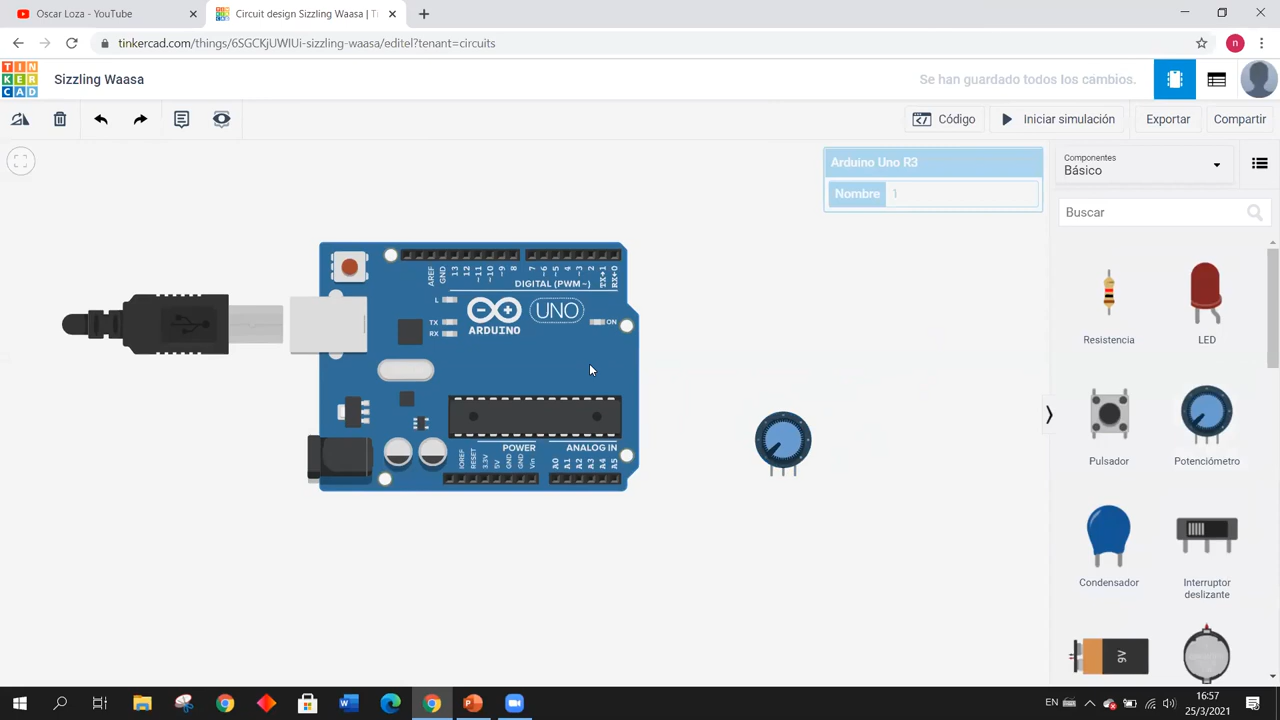 Oscar Loza - YouTube
Circuit design Sizzling Waasa | Ti
tinkercad.com/things/6SGCKjUWIUi-sizzling-waasa/editel?tenant=circuits
n
TIN
KER
CAD
Sizzling Waasa
Se han guardado todos los cambios.
Código
Iniciar simulación
Exportar
Compartir
Arduino Uno R3
Nombre 1
Componentes
Básico
Buscar
AREF
GND
13
12
~11
~10
~9
8
7
~6
~5
4
~3
2
TX→1
RX←0
DIGITAL (PWM~)
L
TX
RX
ARDUINO
UNO
ON
POWER
ANALOG IN
IOREF
RESET
3.3V
5V
GND
GND
Vin
A0
A1
A2
A3
A4
A5
Resistencia
LED
Pulsador
Potenciómetro
Condensador
Interruptor
deslizante
9V
EN
16:57
25/3/2021